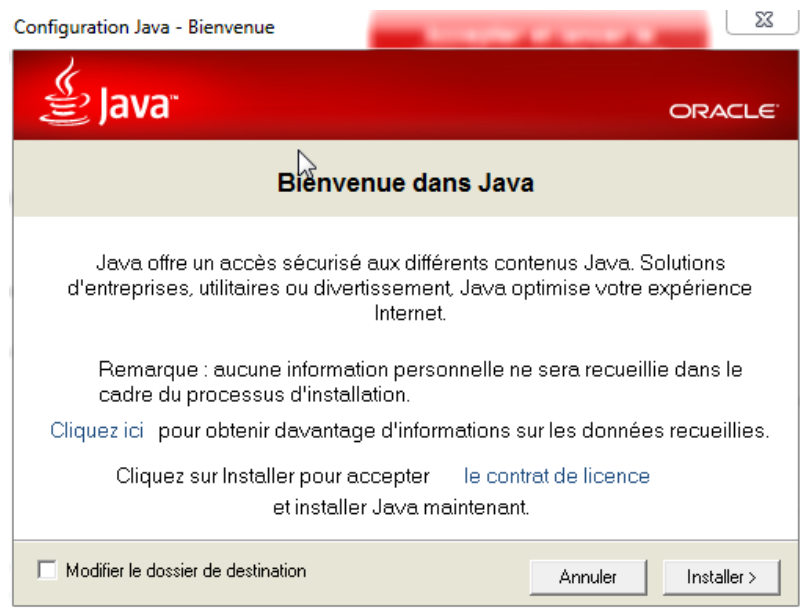 Configuration Java - Bienvenue
Java™
ORACLE
Bienvenue dans Java
Java offre un accès sécurisé aux différents contenus Java. Solutions
d'entreprises, utilitaires ou divertissement, Java optimise votre expérience
Internet.
Remarque : aucune information personnelle ne sera recueillie dans le
cadre du processus d'installation.
Cliquez ici pour obtenir davantage d'informations sur les données recueillies.
Cliquez sur Installer pour accepter le contrat de licence
et installer Java maintenant.
Modifier le dossier de destination
Annuler
Installer >